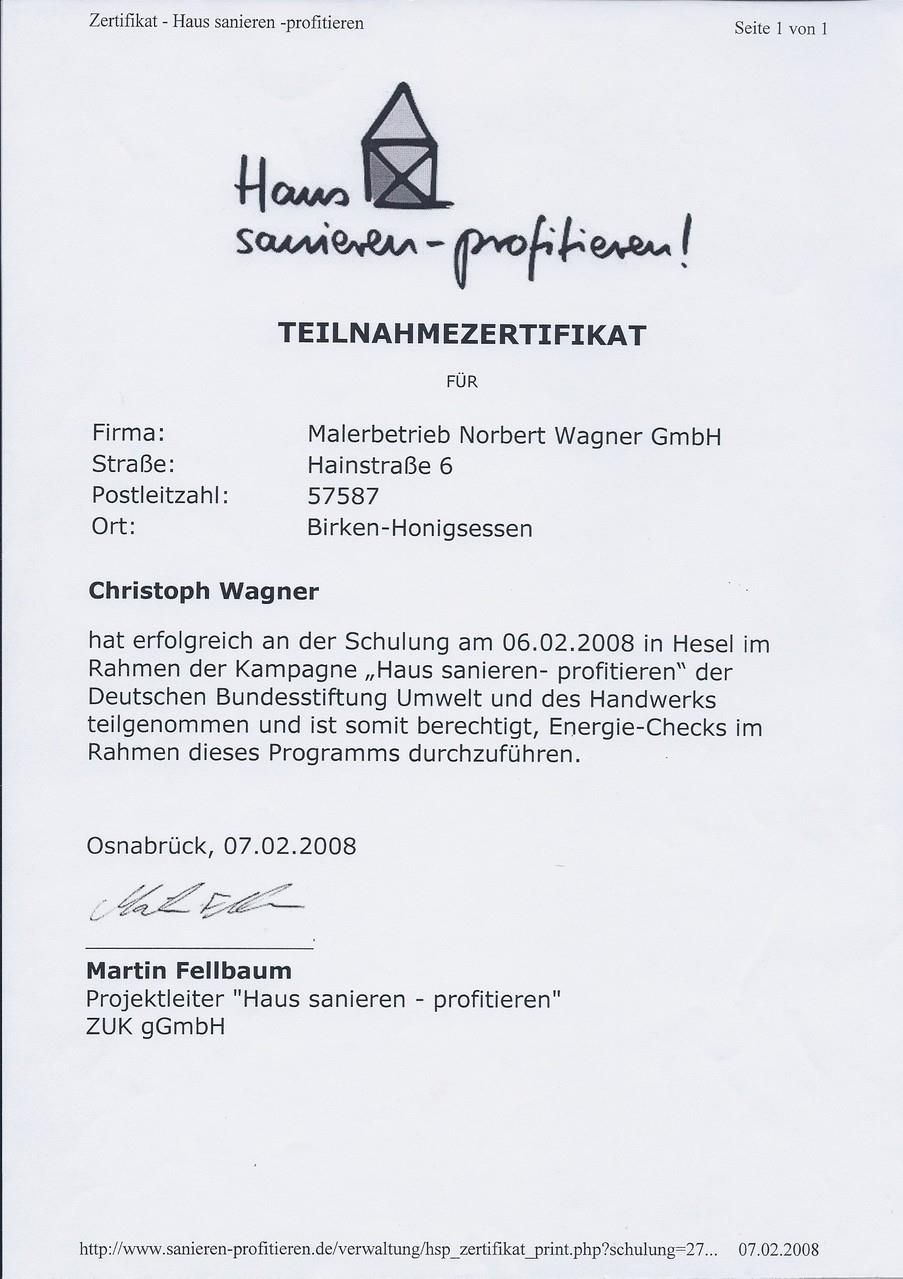 Zertifikat - Haus sanieren -profitieren
Seite 1 von 1
Haus
sanieren-profitieren!
TEILNAHMEZERTIFIKAT
FÜR
Firma: Malerbetrieb Norbert Wagner GmbH
Straße: Hainstraße 6
Postleitzahl: 57587
Ort: Birken-Honigsessen
Christoph Wagner
hat erfolgreich an der Schulung am 06.02.2008 in Hesel im
Rahmen der Kampagne „Haus sanieren- profitieren“ der
Deutschen Bundesstiftung Umwelt und des Handwerks
teilgenommen und ist somit berechtigt, Energie-Checks im
Rahmen dieses Programms durchzuführen.
Osnabrück, 07.02.2008
Martin Fellbaum
Projektleiter "Haus sanieren - profitieren"
ZUK gGmbH
http://www.sanieren-profitieren.de/verwaltung/hsp_zertifikat_print.php?schulung=27... 07.02.2008